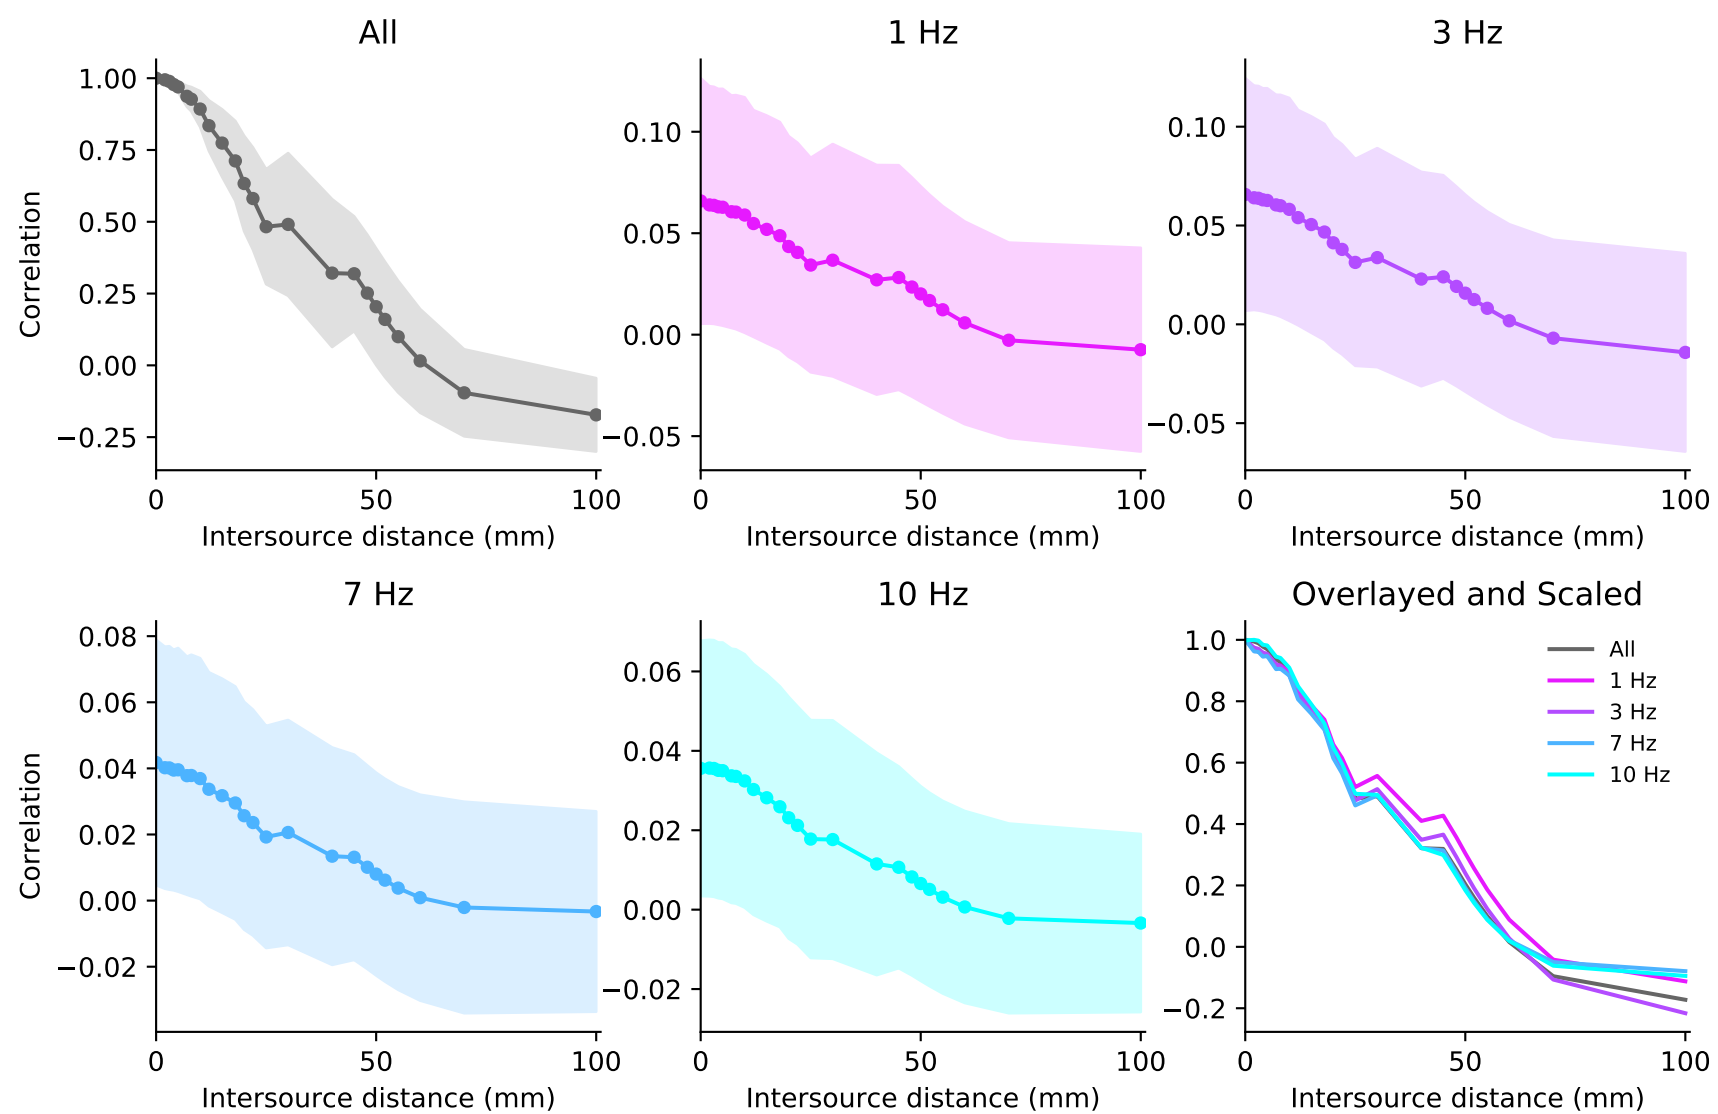 All
1 Hz
3 Hz
Correlation
1.00
0.75
0.50
0.25
0.00
−0.25
0
50
100
Intersource distance (mm)
0.10
0.05
0.00
−0.05
0
50
100
Intersource distance (mm)
0.10
0.05
0.00
−0.05
0
50
100
Intersource distance (mm)
7 Hz
10 Hz
Overlayed and Scaled
Correlation
0.08
0.06
0.04
0.02
0.00
−0.02
0
50
100
Intersource distance (mm)
0.06
0.04
0.02
0.00
−0.02
0
50
100
Intersource distance (mm)
1.0
0.8
0.6
0.4
0.2
0.0
−0.2
All
1 Hz
3 Hz
7 Hz
10 Hz
0
50
100
Intersource distance (mm)